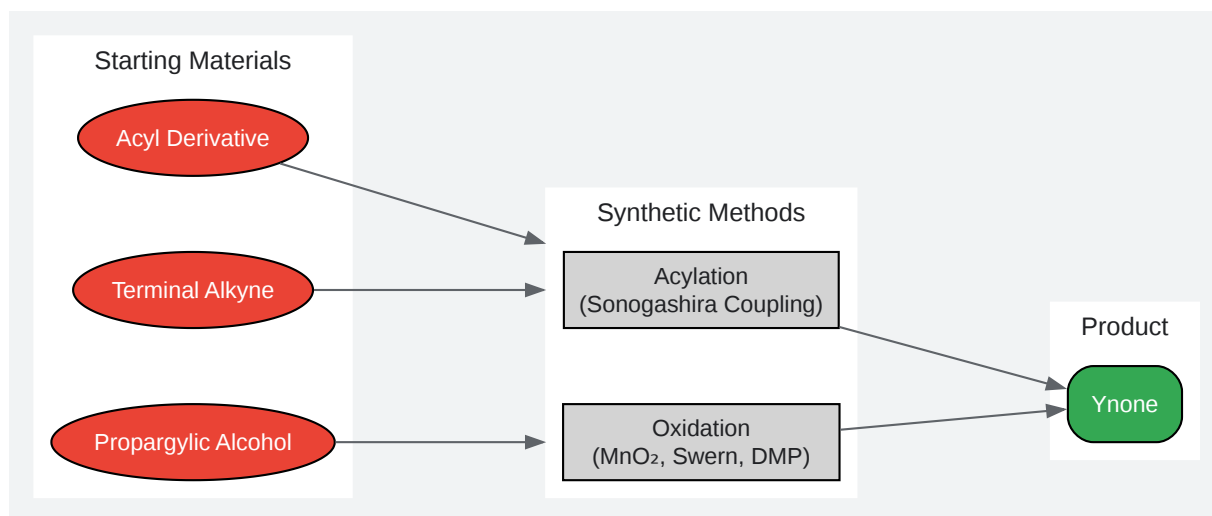 Starting Materials
Acyl Derivative
Terminal Alkyne
Propargylic Alcohol
Synthetic Methods
Acylation
(Sonogashira Coupling)
Oxidation
(MnO₂, Swern, DMP)
Product
Ynone